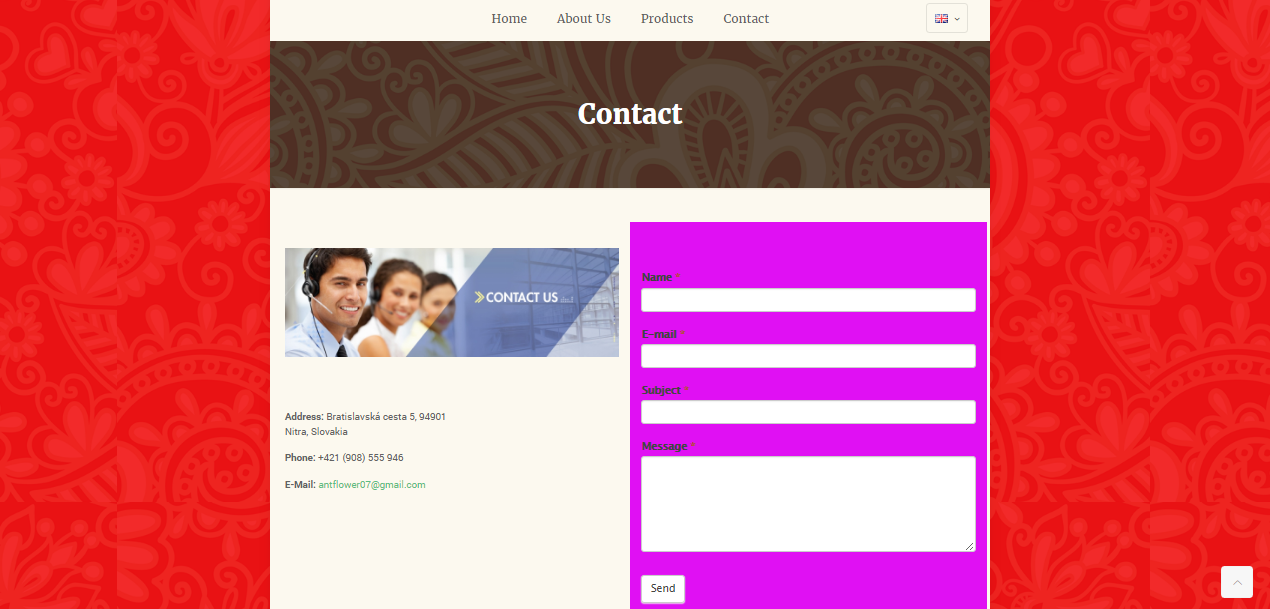 Home About Us Products Contact
Contact
CONTACT US
Address: Bratislavská cesta 5, 94901
Nitra, Slovakia
Phone: +421 (908) 555 946
E-Mail: antflower07@gmail.com
Name *
E-mail *
Subject *
Message *
Send